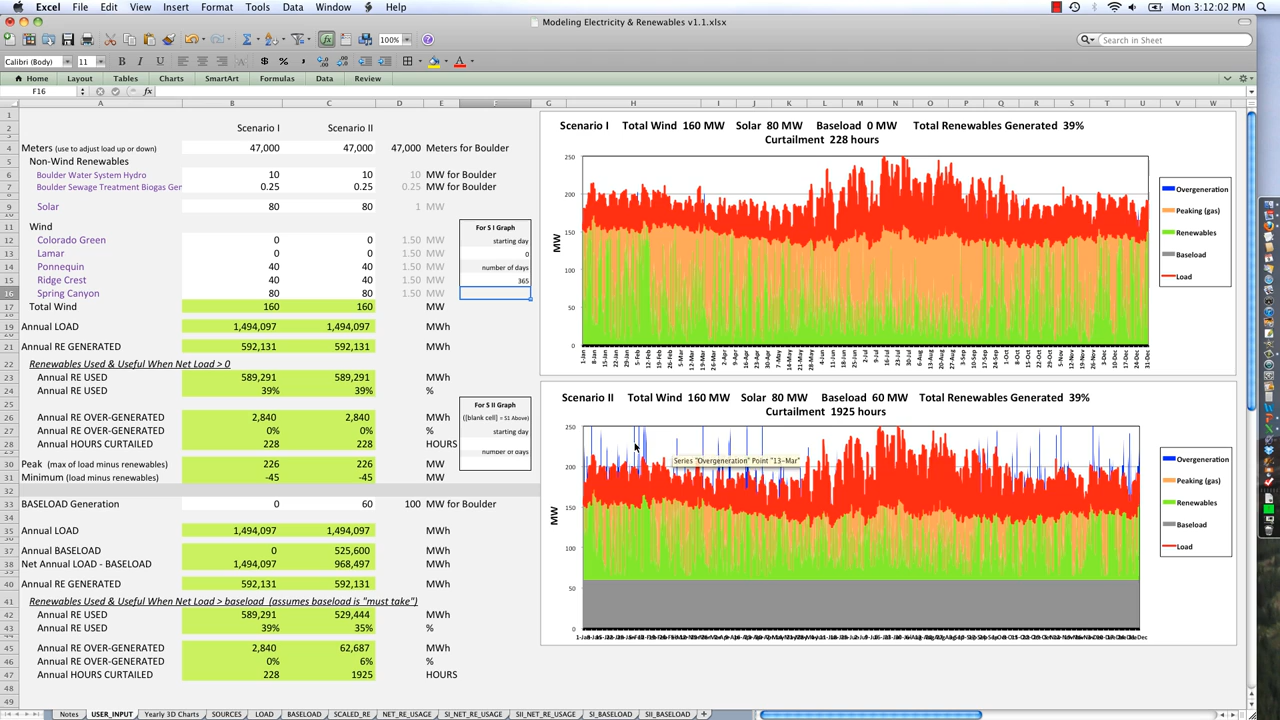 Excel File Edit View Insert Format Tools Data Window Help Mon 3:12:02 PM
Modeling Electricity & Renewables v1.1.xlsx
100% Search in Sheet
Calibri (Body) 11 B I U $ % A
Home Layout Tables Charts SmartArt Formulas Data Review
F16 fx
A B C D E F G H I J K L M N O P Q R S T U V W
Scenario I Scenario II
Meters (use to adjust load up or down) 47,000 47,000 47,000 Meters for Boulder
Non-Wind Renewables
Boulder Water System Hydro 10 10 10 MW for Boulder
Boulder Sewage Treatment Biogas Gen 0.25 0.25 0.25 MW for Boulder
Solar 80 80 1 MW
Wind
Colorado Green 0 0 1.50 MW
Lamar 0 0 1.50 MW
Ponnequin 40 40 1.50 MW
Ridge Crest 40 40 1.50 MW
Spring Canyon 80 80 1.50 MW
Total Wind 160 160 MW
Annual LOAD 1,494,097 1,494,097 MWh
Annual RE GENERATED 592,131 592,131 MWh
Renewables Used & Useful When Net Load > 0
Annual RE USED 589,291 589,291 MWh
Annual RE USED 39% 39% %
Annual RE OVER-GENERATED 2,840 2,840 MWh
Annual RE OVER-GENERATED 0% 0% %
Annual HOURS CURTAILED 228 228 HOURS
Peak (max of load minus renewables) 226 226 MW
Minimum (load minus renewables) -45 -45 MW
BASELOAD Generation 0 60 100 MW for Boulder
Annual LOAD 1,494,097 1,494,097 MWh
Annual BASELOAD 0 525,600 MWh
Net Annual LOAD - BASELOAD 1,494,097 968,497 MWh
Annual RE GENERATED 592,131 592,131 MWh
Renewables Used & Useful When Net Load > baseload (assumes baseload is "must take")
Annual RE USED 589,291 529,444 MWh
Annual RE USED 39% 35% %
Annual RE OVER-GENERATED 2,840 62,687 MWh
Annual RE OVER-GENERATED 0% 6% %
Annual HOURS CURTAILED 228 1925 HOURS
For S I Graph
starting day
0
number of days
365
For S II Graph
([blank cell] = S1 Above)
starting day
number of days
Scenario I Total Wind 160 MW Solar 80 MW Baseload 0 MW Total Renewables Generated 39%
Curtailment 228 hours
MW
250
200
150
100
50
0
Overgeneration
Peaking (gas)
Renewables
Baseload
Load
Scenario II Total Wind 160 MW Solar 80 MW Baseload 60 MW Total Renewables Generated 39%
Curtailment 1925 hours
MW
250
200
150
100
50
0
Series "Overgeneration" Point "13-Mar"
Overgeneration
Peaking (gas)
Renewables
Baseload
Load
Notes USER_INPUT Yearly 3D Charts SOURCES LOAD BASELOAD SCALED_RE NET_RE_USAGE SI_NET_RE_USAGE SII_NET_RE_USAGE SI_BASELOAD SII_BASELOAD +